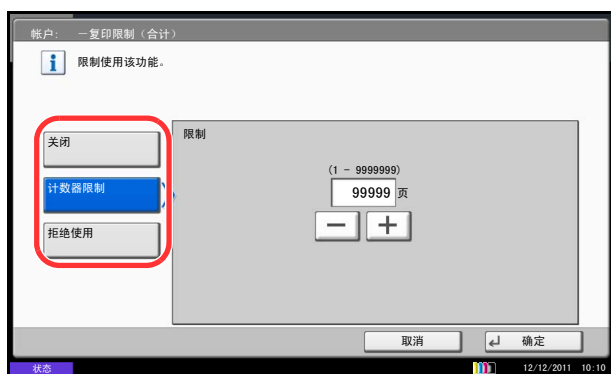 帐户: －复印限制（合计）
限制使用该功能。
关闭
计数器限制
拒绝使用
限制
(1 - 9999999)
99999 页
取消
确定
状态
12/12/2011 10:10